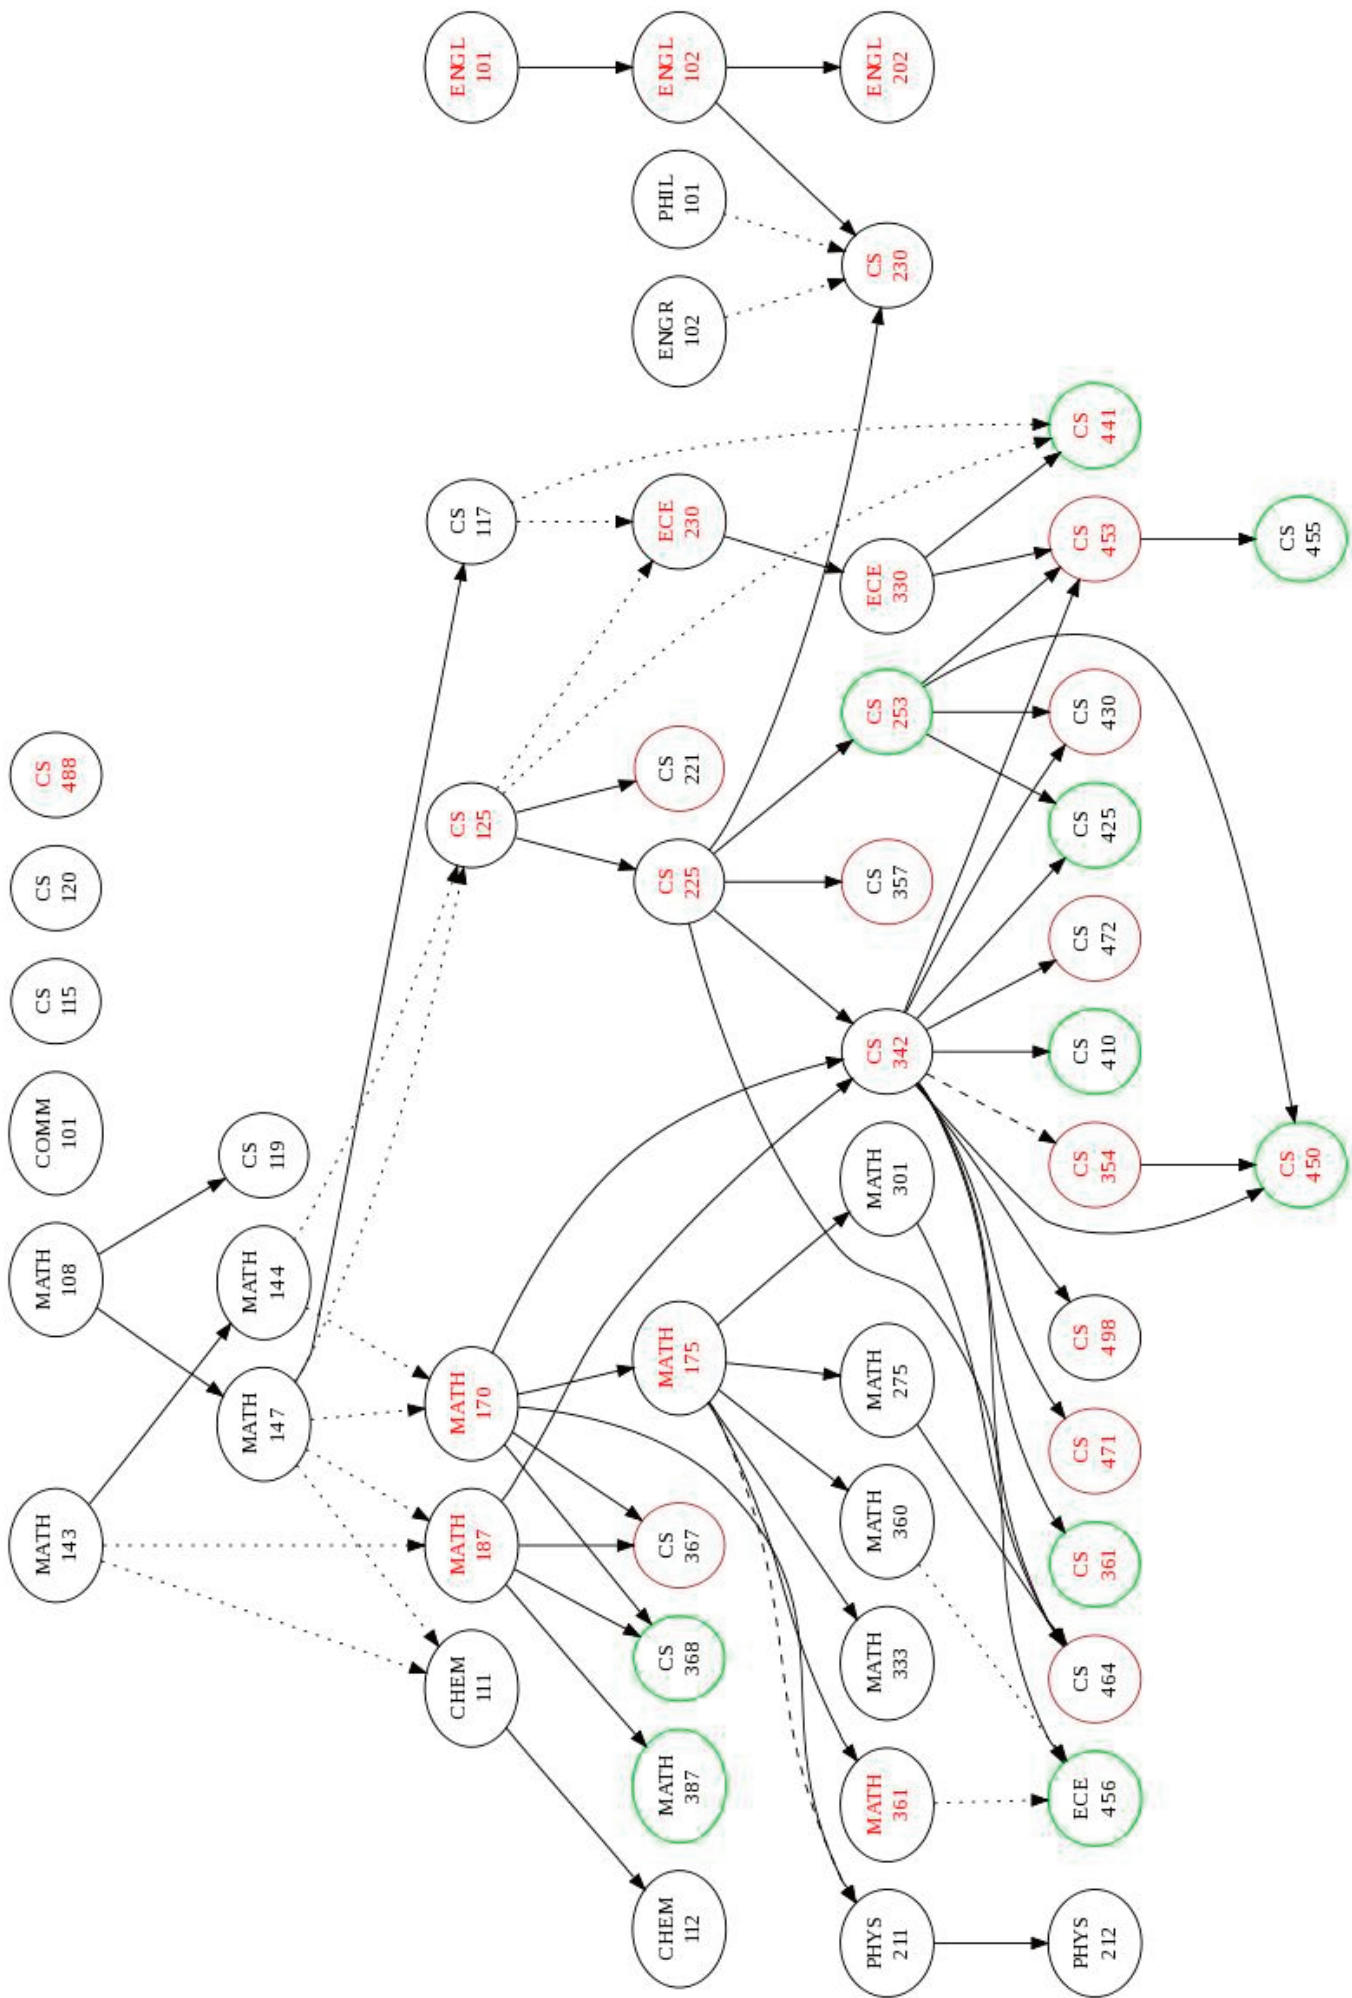 MATH
143
MATH
108
COMM
101
CS
115
CS
120
CS
488
MATH
147
MATH
144
CS
119
CHEM
111
MATH
187
MATH
170
CS
125
CS
117
ENGL
101
CHEM
112
MATH
387
CS
368
CS
367
MATH
175
CS
225
CS
221
ECE
230
ENGR
102
PHIL
101
ENGL
102
PHYS
211
MATH
361
MATH
333
MATH
360
MATH
275
MATH
301
CS
342
CS
357
CS
253
ECE
330
CS
230
ENGL
202
PHYS
212
ECE
456
CS
464
CS
361
CS
471
CS
498
CS
354
CS
410
CS
472
CS
425
CS
430
CS
453
CS
441
CS
450
CS
455